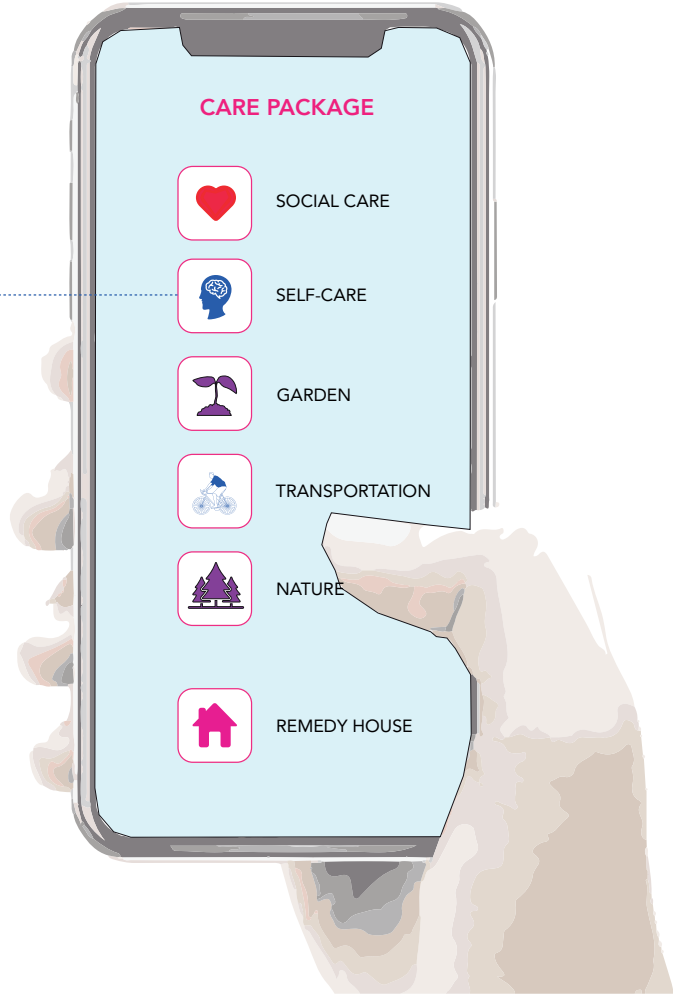 CARE PACKAGE
SOCIAL CARE
SELF-CARE
GARDEN
TRANSPORTATION
NATURE
REMEDY HOUSE